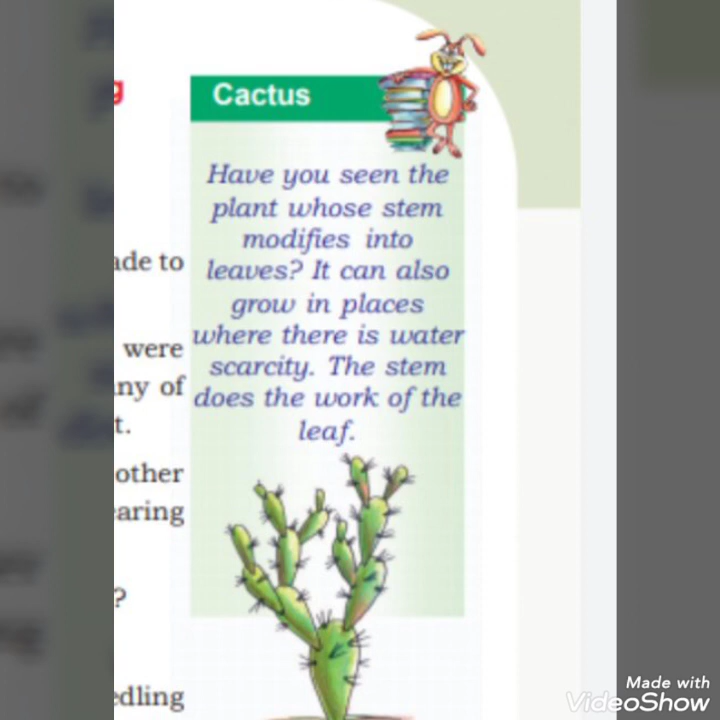 Cactus
Have you seen the
plant whose stem
modifies into
leaves? It can also
grow in places
where there is water
scarcity. The stem
does the work of the
leaf.
ade to
were
ny of
t.
other
earing
?
edling
Made with
VideoShow